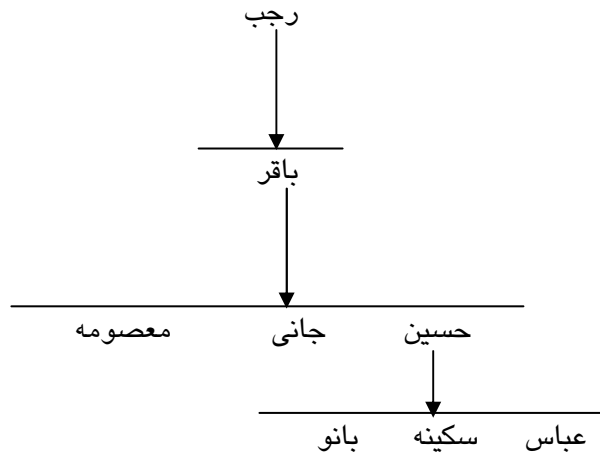 رجب
باقر
حسین جانی معصومه
عباس سکینه بانو